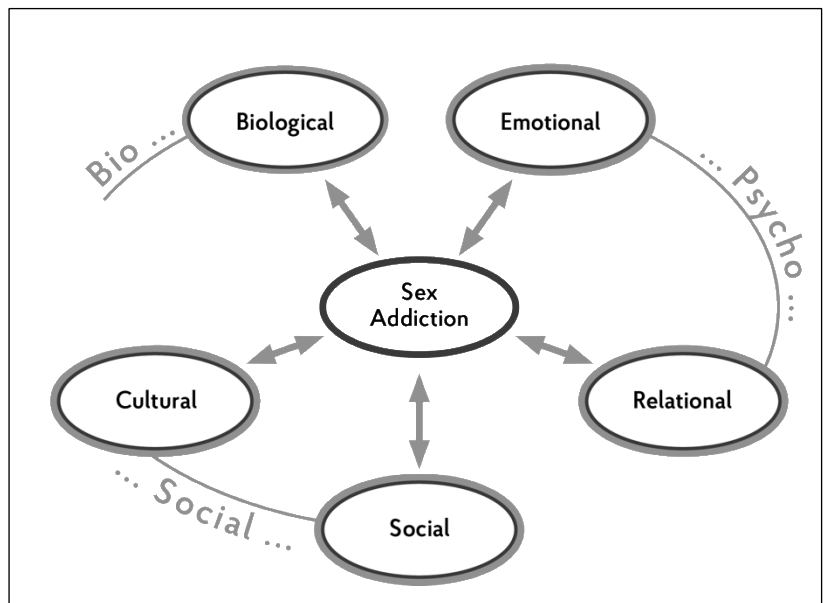 Biological
Emotional
Bio ...
... Psycho ...
Sex
Addiction
Cultural
Relational
... Social ...
Social